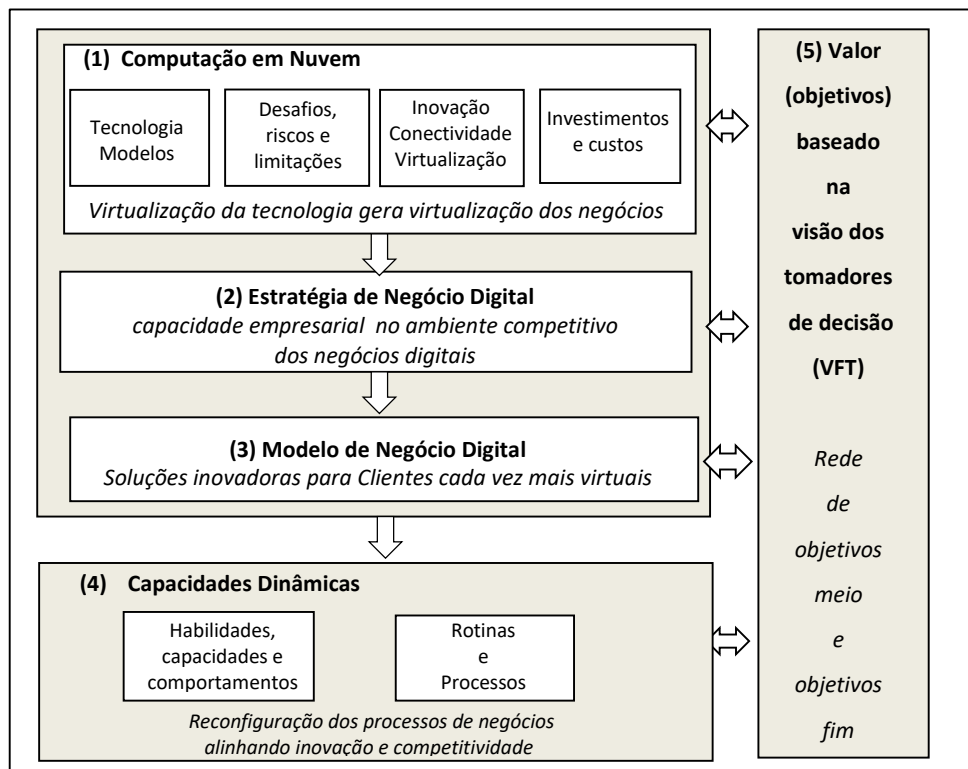 (1) Computação em Nuvem
Tecnologia
Modelos
Desafios,
riscos e
limitações
Inovação
Conectividade
Virtualização
Investimentos
e custos
Virtualização da tecnologia gera virtualização dos negócios
(2) Estratégia de Negócio Digital
capacidade empresarial no ambiente competitivo
dos negócios digitais
(3) Modelo de Negócio Digital
Soluções inovadoras para Clientes cada vez mais virtuais
(4) Capacidades Dinâmicas
Habilidades,
capacidades e
comportamentos
Rotinas
e
Processos
Reconfiguração dos processos de negócios
alinhando inovação e competitividade
(5) Valor
(objetivos)
baseado
na
visão dos
tomadores
de decisão
(VFT)
Rede
de
objetivos
meio
e
objetivos
fim